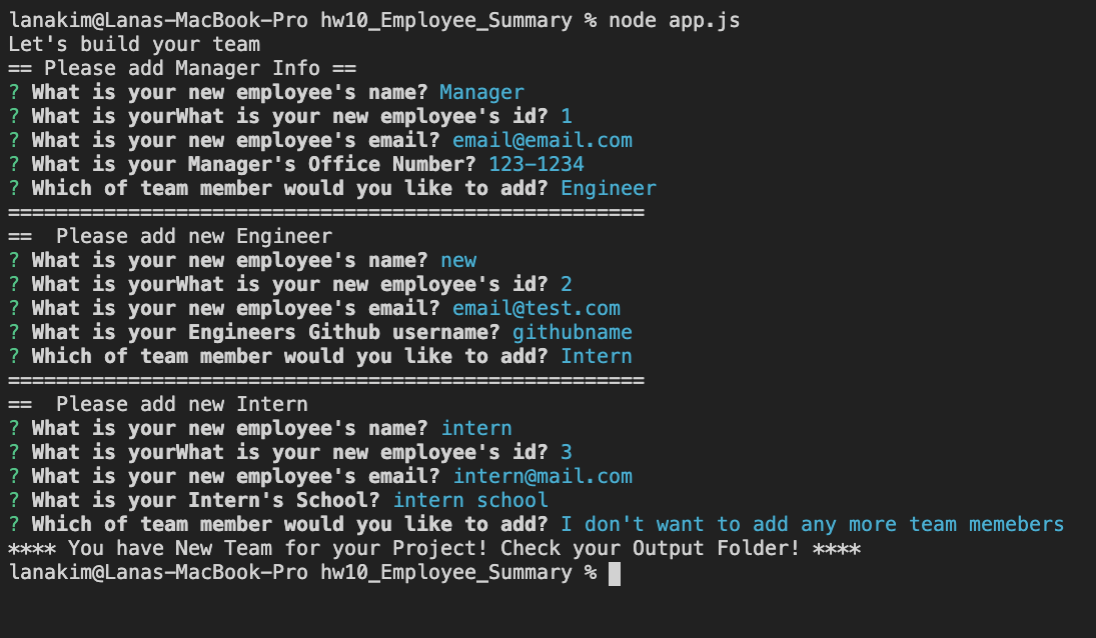 lanakim@Lanas-MacBook-Pro hw10_Employee_Summary % node app.js
Let's build your team
== Please add Manager Info ==
? What is your new employee's name? Manager
? What is yourWhat is your new employee's id? 1
? What is your new employee's email? email@email.com
? What is your Manager's Office Number? 123-1234
? Which of team member would you like to add? Engineer
=====================================================
==  Please add new Engineer
? What is your new employee's name? new
? What is yourWhat is your new employee's id? 2
? What is your new employee's email? email@test.com
? What is your Engineers Github username? githubname
? Which of team member would you like to add? Intern
=====================================================
==  Please add new Intern
? What is your new employee's name? intern
? What is yourWhat is your new employee's id? 3
? What is your new employee's email? intern@mail.com
? What is your Intern's School? intern school
? Which of team member would you like to add? I don't want to add any more team memebers
**** You have New Team for your Project! Check your Output Folder! ****
lanakim@Lanas-MacBook-Pro hw10_Employee_Summary %